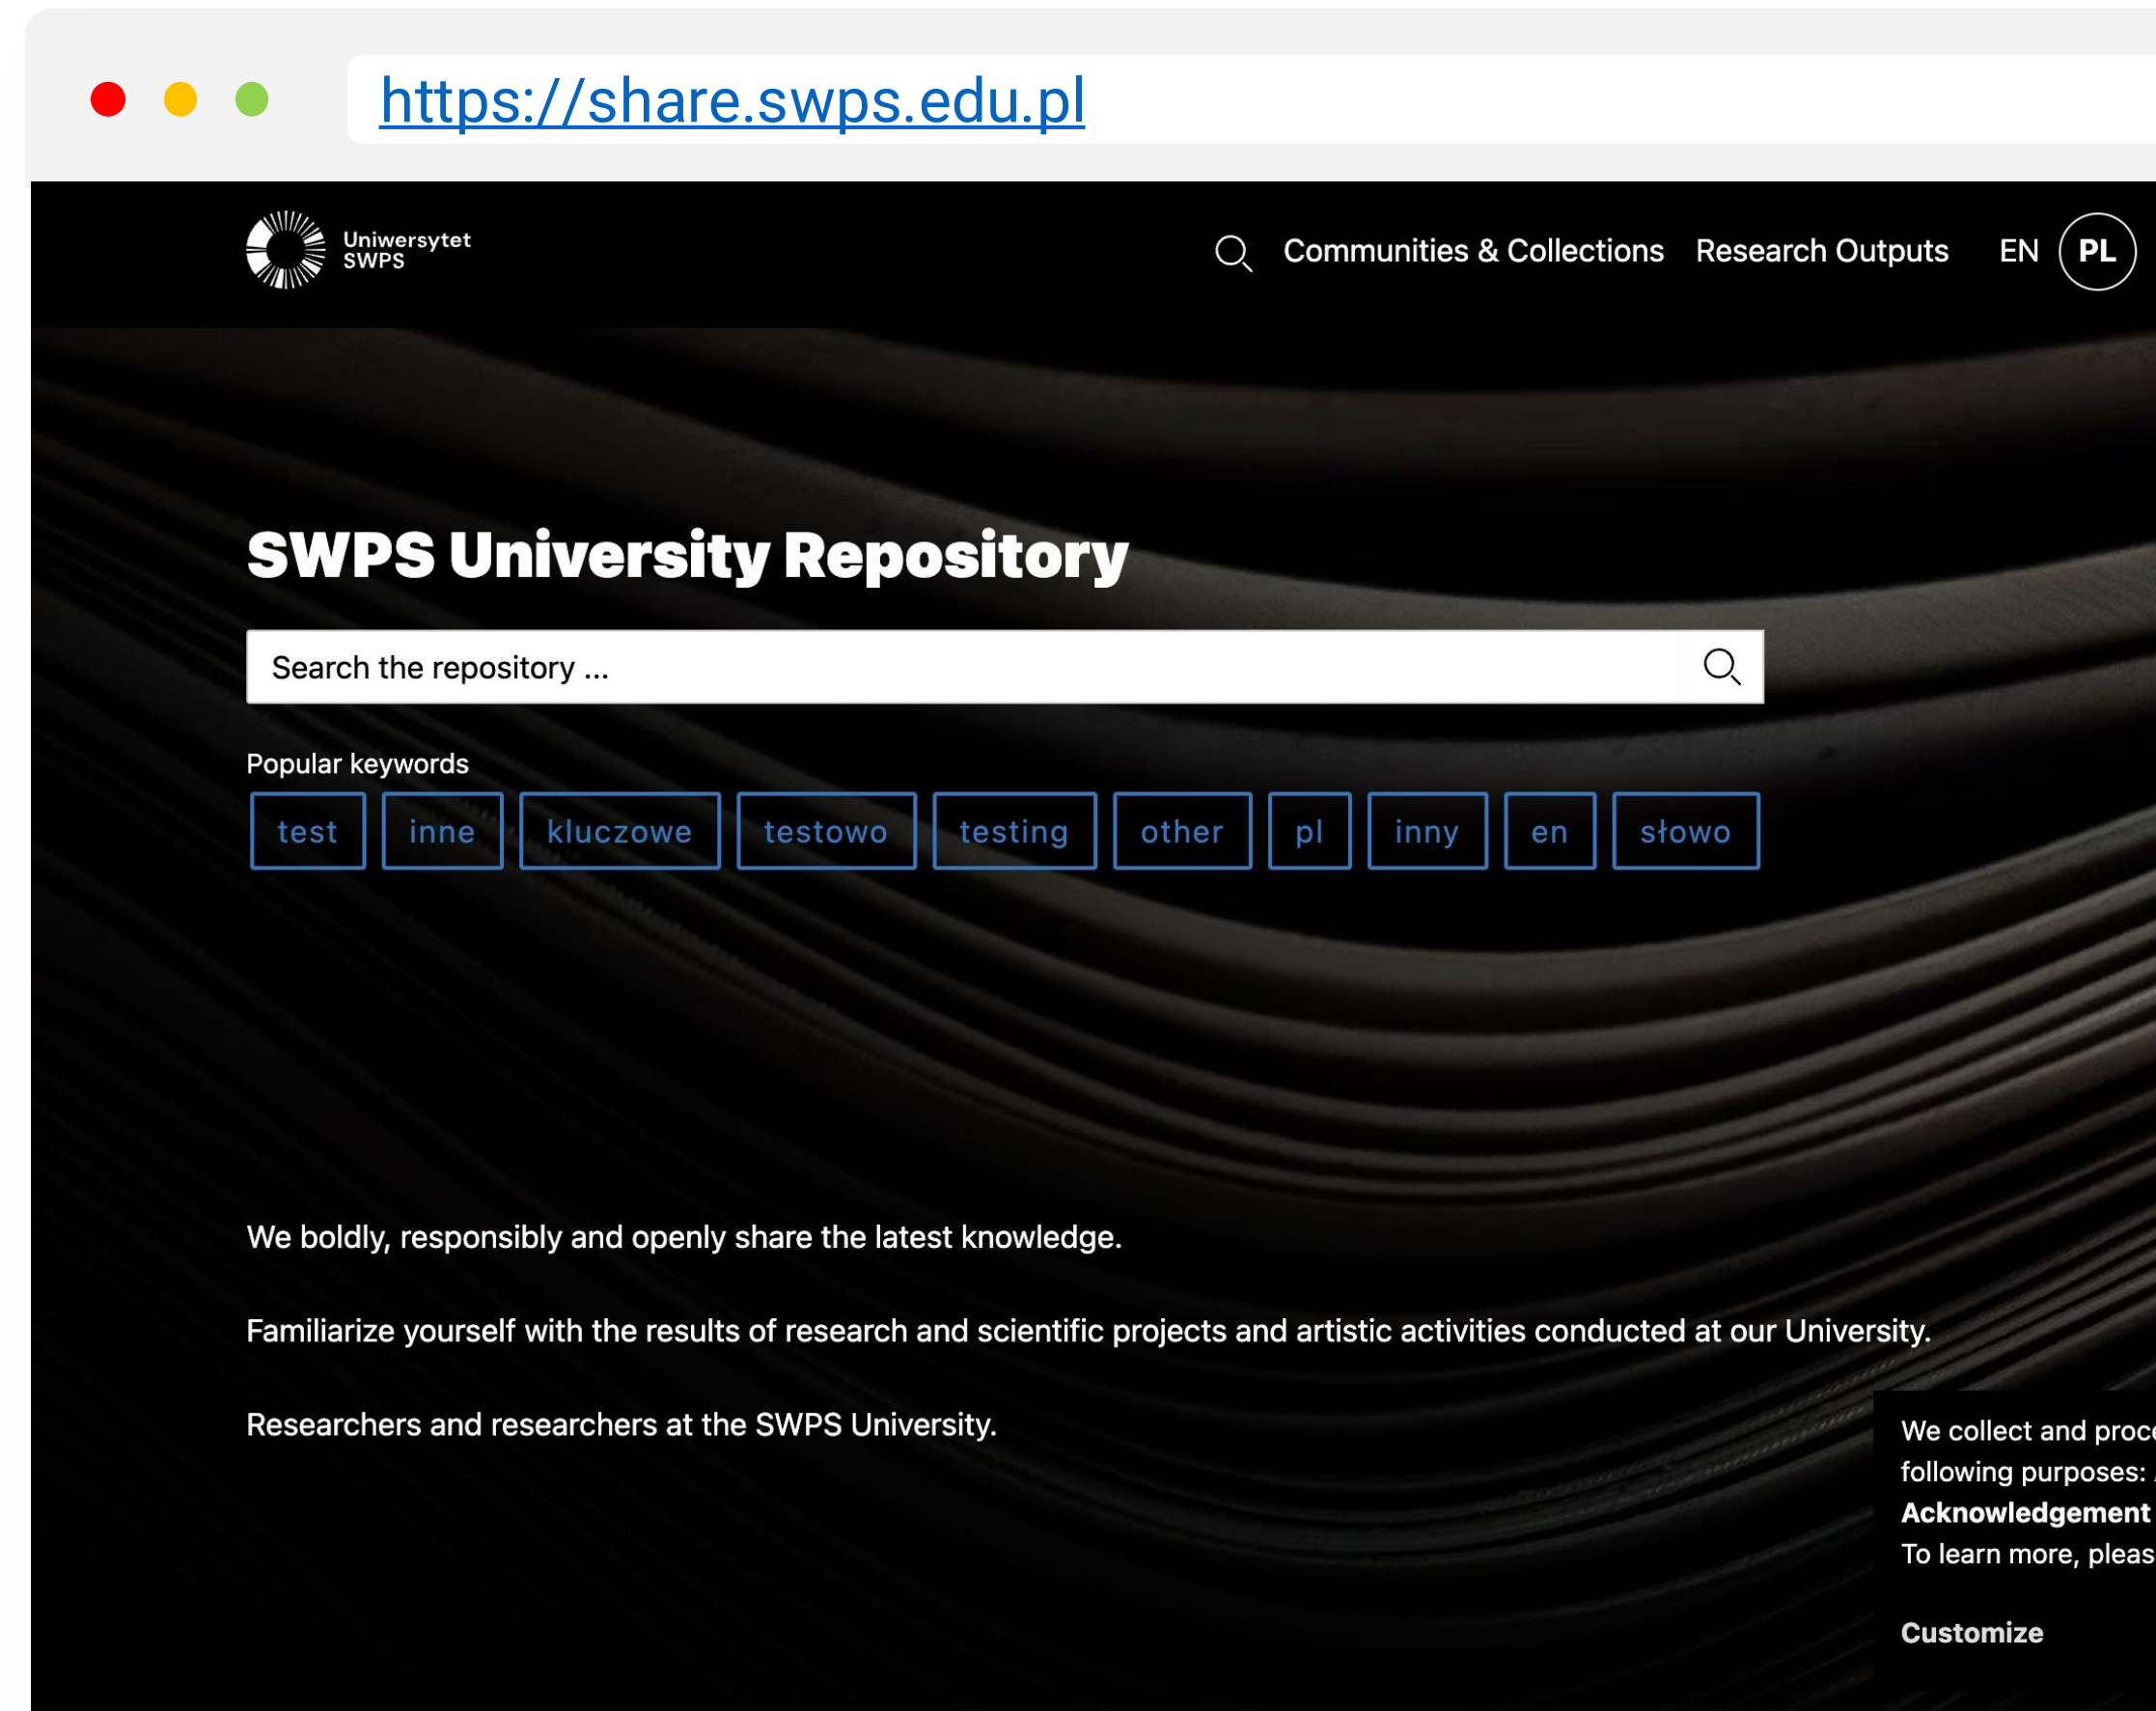 https://share.swps.edu.pl
Uniwersytet
SWPS
Communities & Collections Research Outputs EN PL
SWPS University Repository
Search the repository ...
Popular keywords
test inne kluczowe testowo testing other pl inny en słowo
We boldly, responsibly and openly share the latest knowledge.
Familiarize yourself with the results of research and scientific projects and artistic activities conducted at our University.
Researchers and researchers at the SWPS University.
We collect and
following purposes:
Acknowledgement
To learn more,
Customize